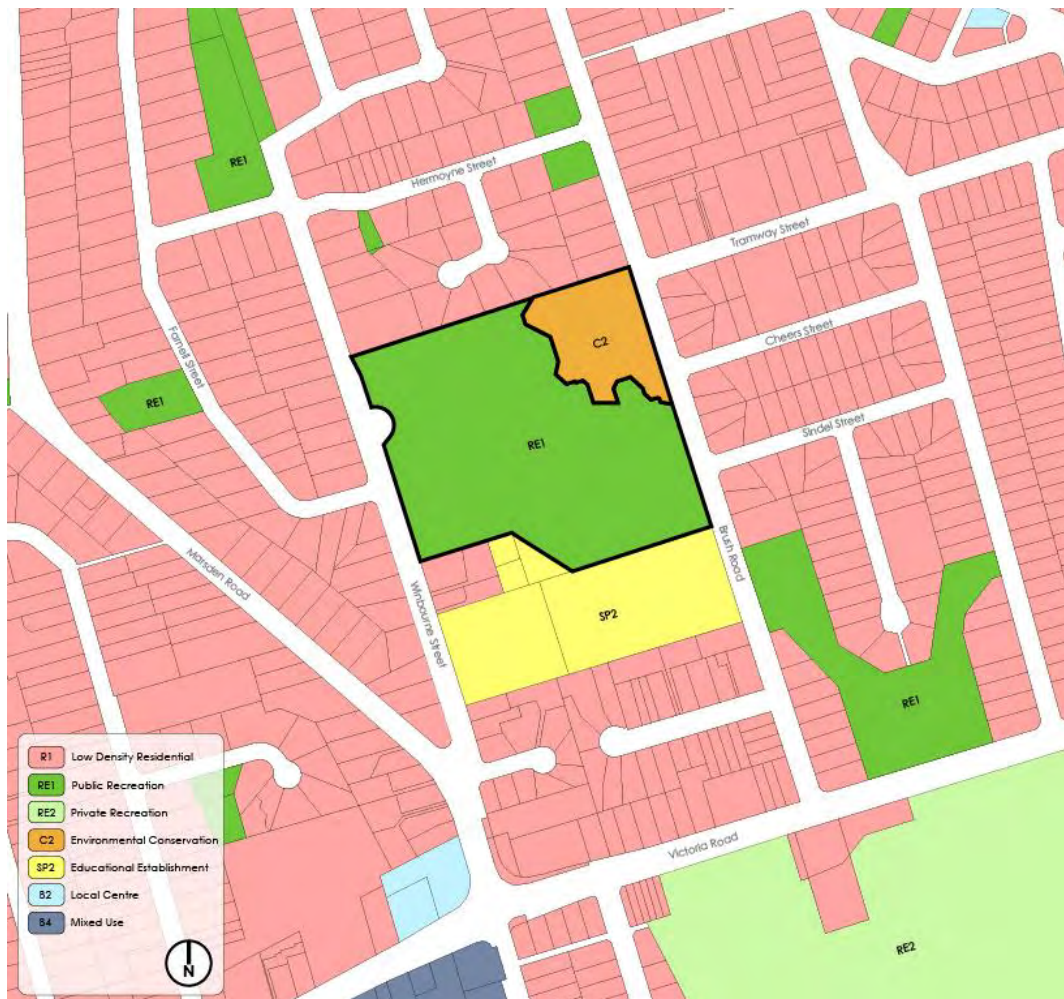 RE1
Hermoyne Street
Tramway Street
Farnell Street
C2
Cheers Street
RE1
RE1
Sindel Street
Marsden Road
Brush Road
Winbourne Street
SP2
RE1
Victoria Road
RE2
R1 Low Density Residential
RE1 Public Recreation
RE2 Private Recreation
C2 Environmental Conservation
SP2 Educational Establishment
B2 Local Centre
B4 Mixed Use
N